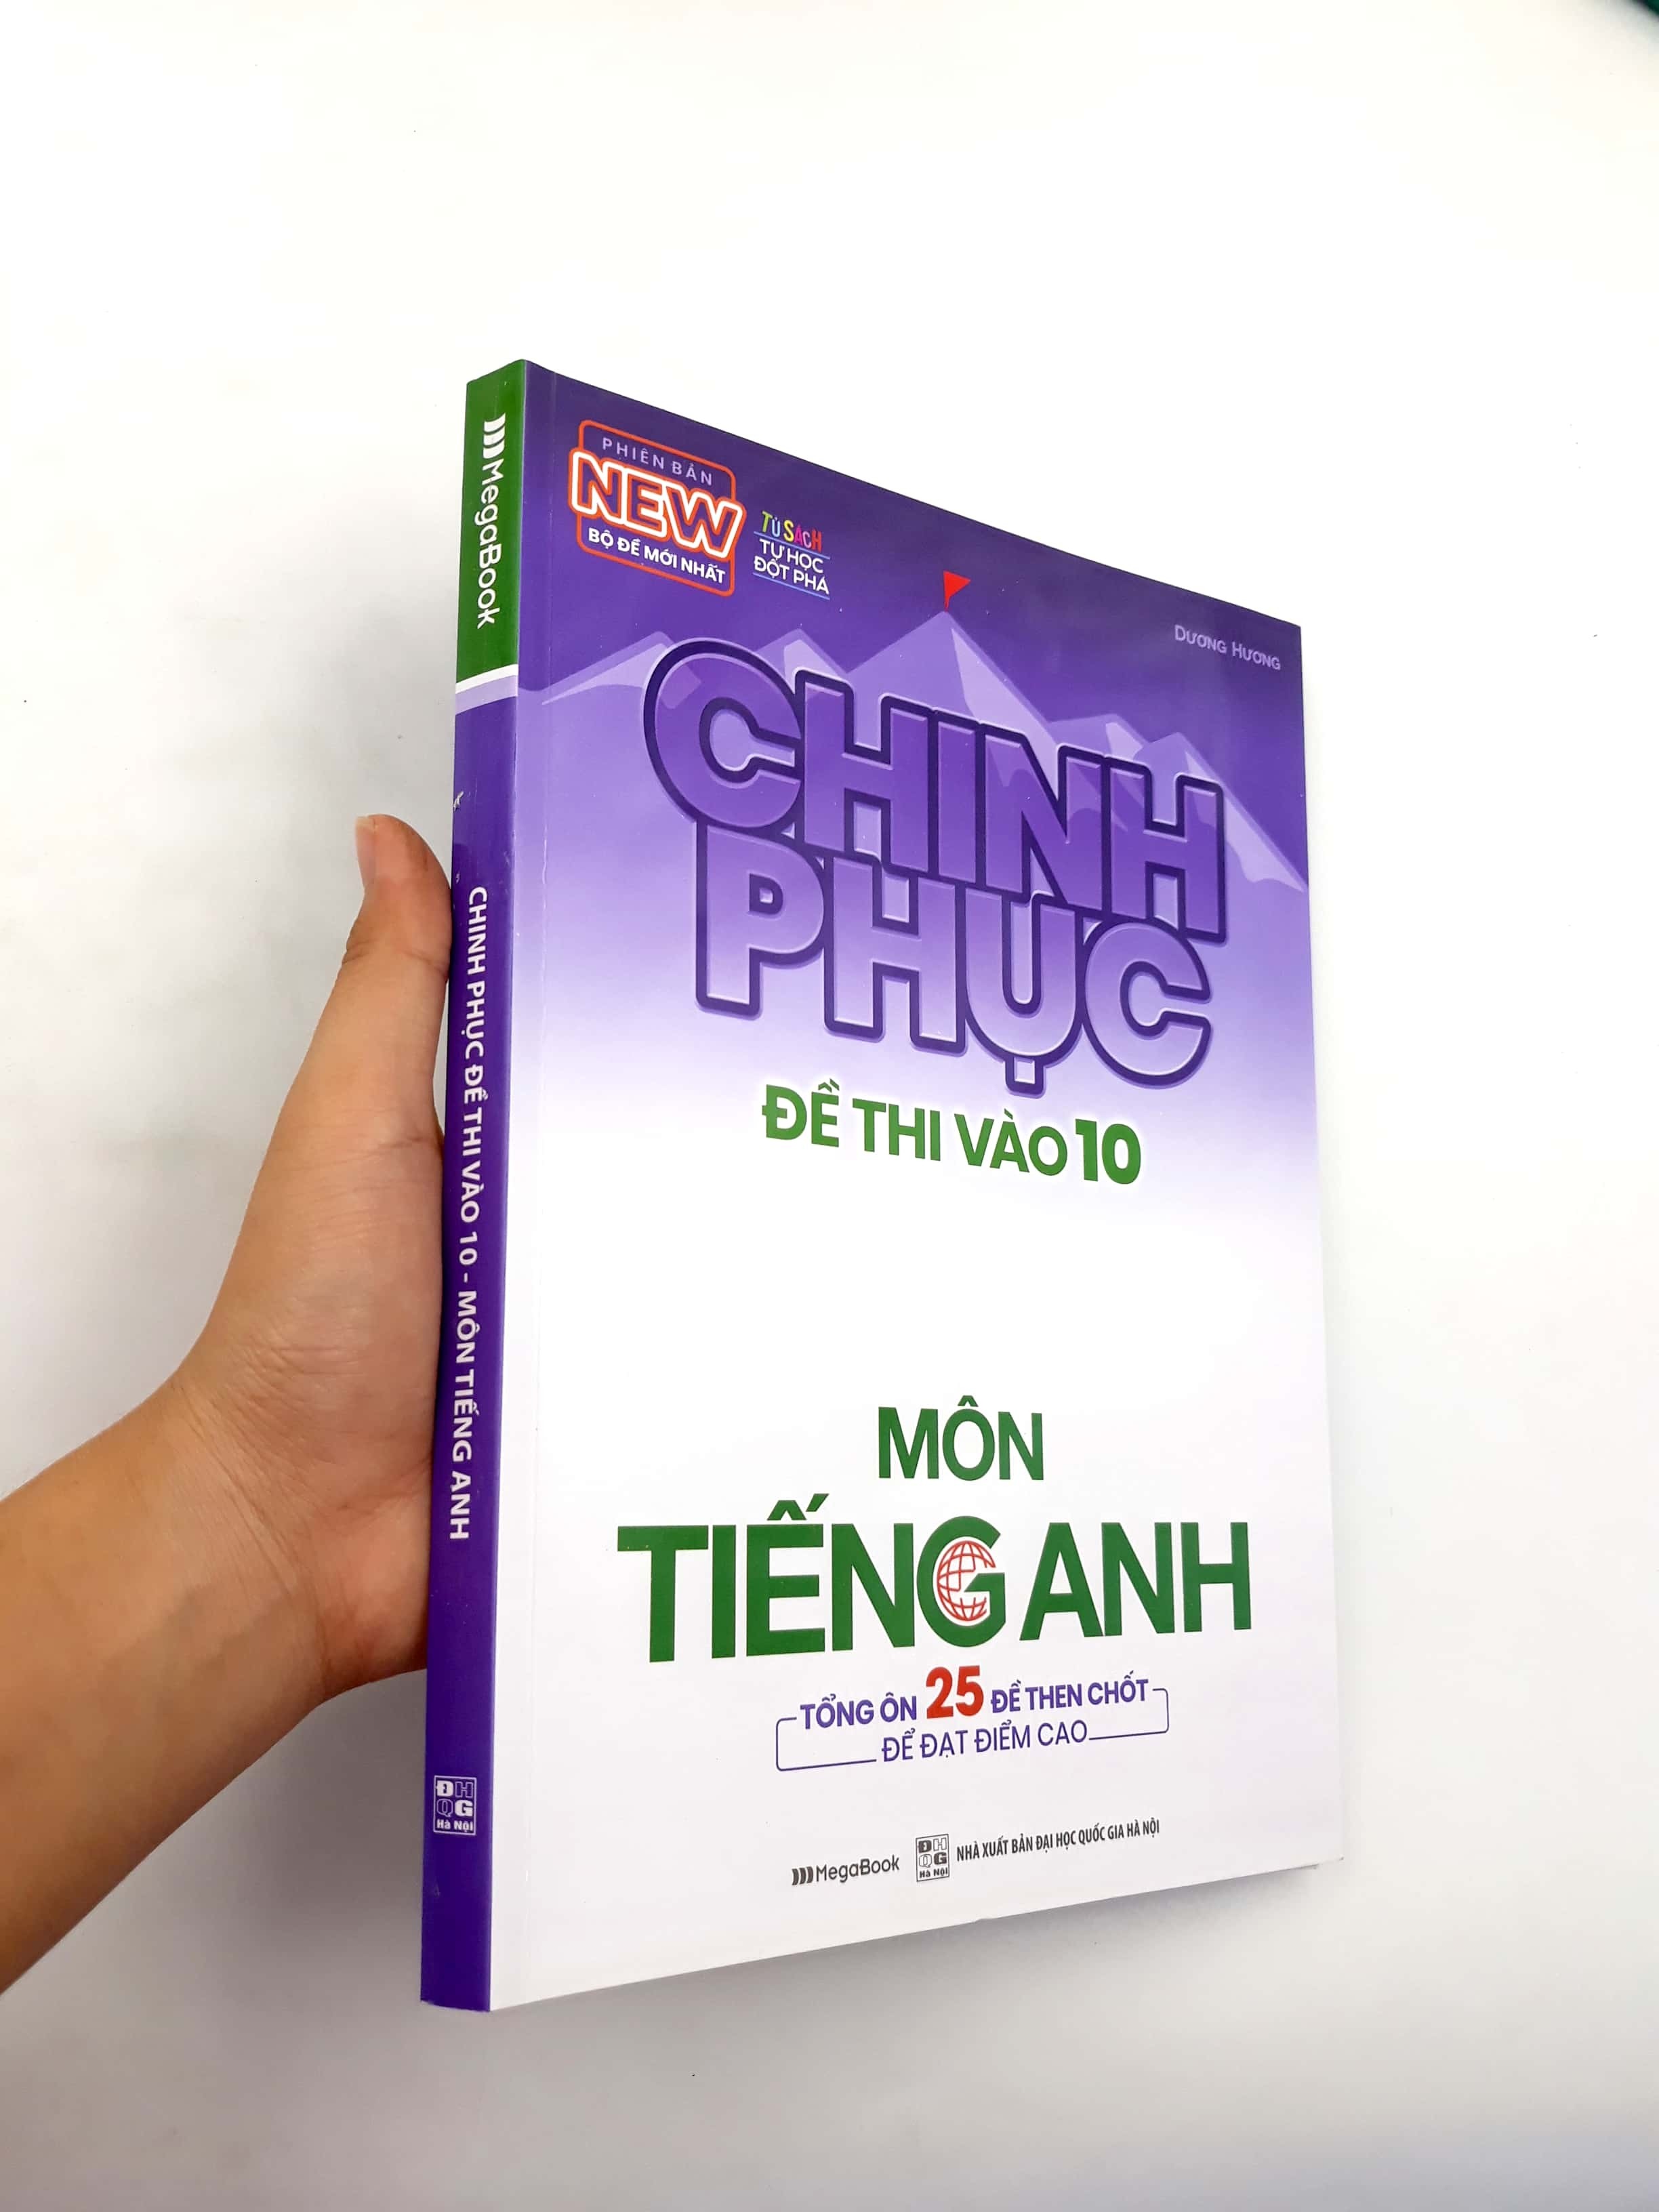 MegaBook
CHINH PHỤC ĐỀ THI VÀO 10 - MÔN TIẾNG ANH
ĐHQG
Hà Nội
PHIÊN BẢN
NEW
BỘ ĐỀ MỚI NHẤT
TỦ SÁCH
TỰ HỌC
ĐỘT PHÁ
DƯƠNG HƯƠNG
CHINH
PHỤC
ĐỀ THI VÀO 10
MÔN
TIẾNG ANH
TỔNG ÔN 25 ĐỀ THEN CHỐT
ĐỂ ĐẠT ĐIỂM CAO
MegaBook
ĐHQG
Hà Nội
NHÀ XUẤT BẢN ĐẠI HỌC QUỐC GIA HÀ NỘI